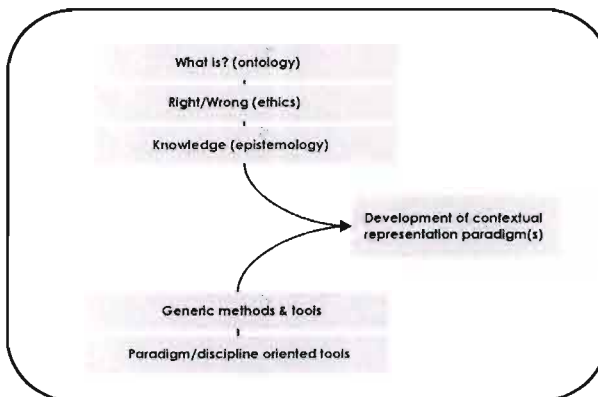 What is? (ontology)
Right/Wrong (ethics)
Knowledge (epistemology)
Development of contextual
representation paradigm(s)
Generic methods & tools
Paradigm/discipline oriented tools